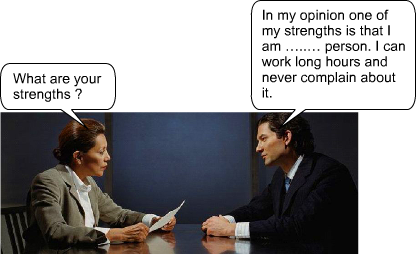 What are your
strengths ?
In my opinion one of
my strengths is that I
am ........ person. I can
work long hours and
never complain about
it.